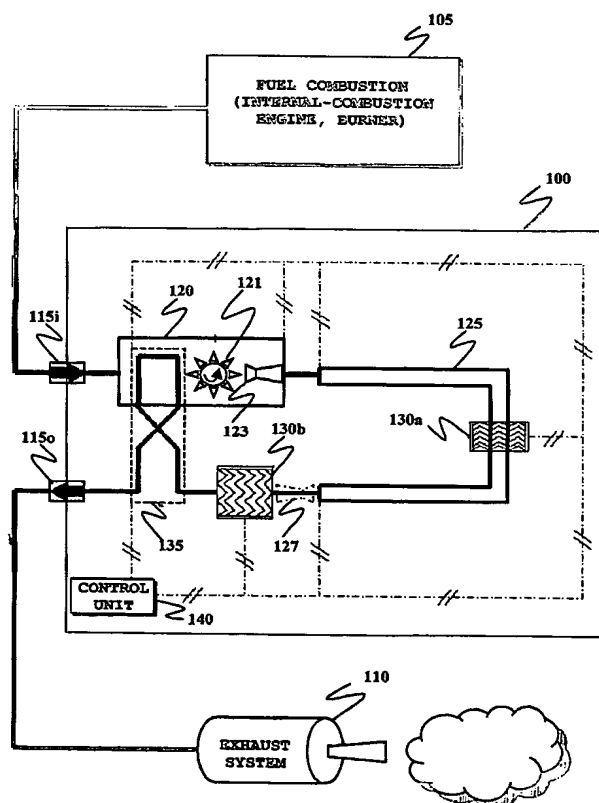 105
FUEL COMBUSTION
(INTERNAL-COMBUSTION
ENGINE, BURNER)
100
120
121
115i
125
130a
123
130b
115o
135
127
CONTROL
UNIT
140
110
EXHAUST
SYSTEM